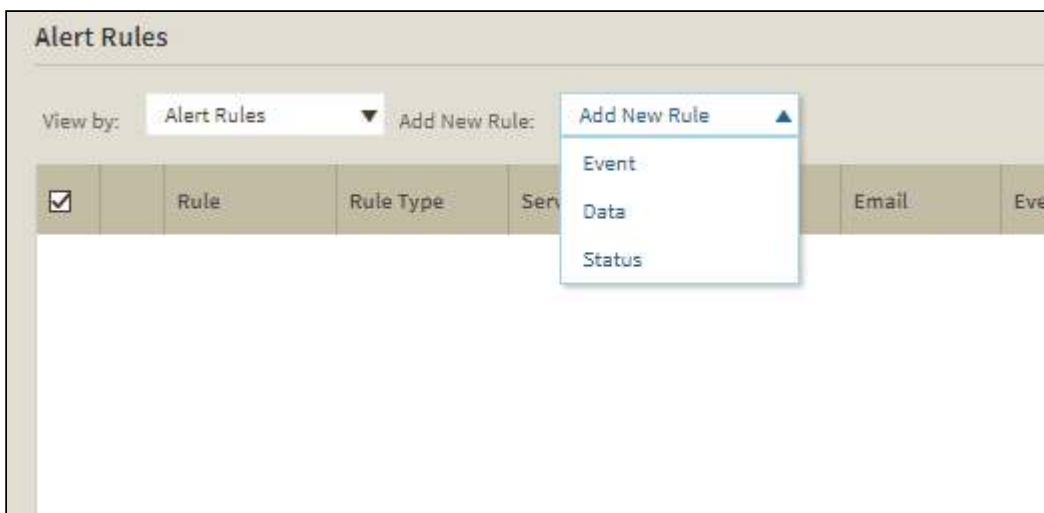 Alert Rules
View by: Alert Rules Add New Rule: Add New Rule
Event
Data
Status
Rule Rule Type Email